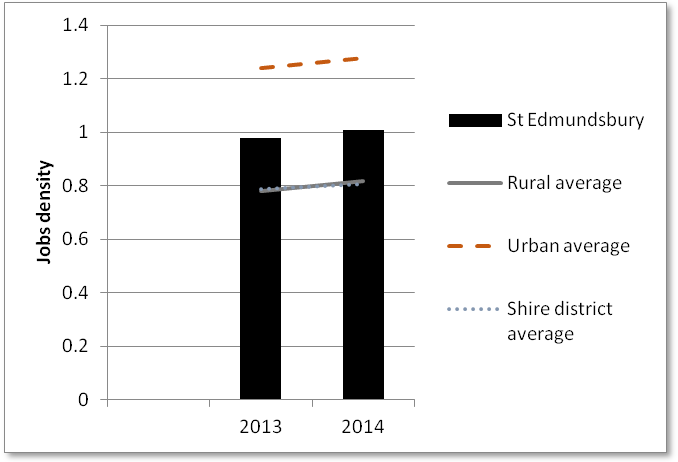 1.4
1.2
1
0.8
0.6
0.4
0.2
0
Jobs density
2013
2014
St Edmundsbury
Rural average
Urban average
Shire district
average